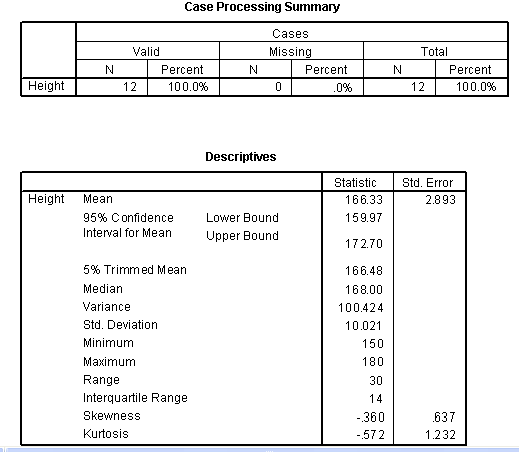 Case Processing Summary
Cases
Valid Missing Total
N Percent N Percent N Percent
Height 12 100.0% 0 .0% 12 100.0%
Descriptives
Statistic Std. Error
Height Mean 166.33 2.893
95% Confidence Lower Bound 159.97
Interval for Mean Upper Bound 172.70
5% Trimmed Mean 166.48
Median 168.00
Variance 100.424
Std. Deviation 10.021
Minimum 150
Maximum 180
Range 30
Interquartile Range 14
Skewness -.360 .637
Kurtosis -.572 1.232